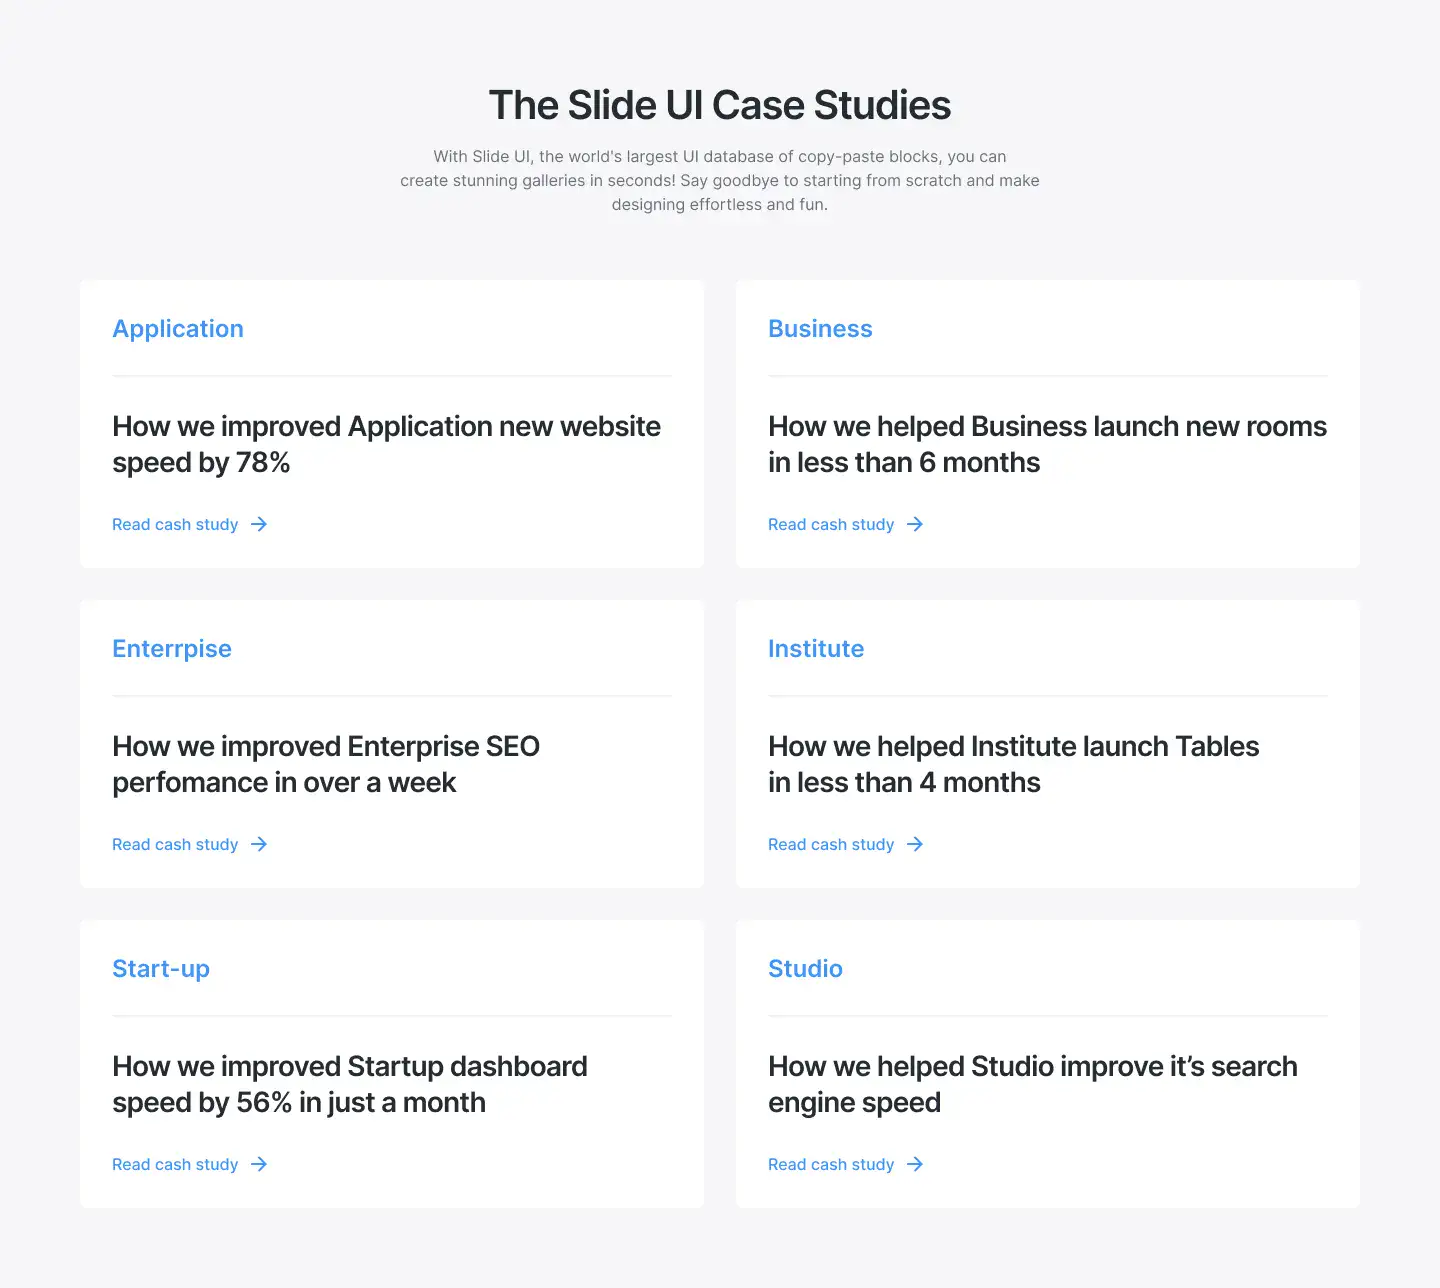 The Slide UI Case Studies
With Slide UI, the world's largest UI database of copy-paste blocks, you can
create stunning galleries in seconds! Say goodbye to starting from scratch and make
designing effortless and fun.
Application
How we improved Application new website
speed by 78%
Read cash study
Business
How we helped Business launch new rooms
in less than 6 months
Read cash study
Enterrpise
How we improved Enterprise SEO
perfomance in over a week
Read cash study
Institute
How we helped Institute launch Tables
in less than 4 months
Read cash study
Start-up
How we improved Startup dashboard
speed by 56% in just a month
Read cash study
Studio
How we helped Studio improve it’s search
engine speed
Read cash study